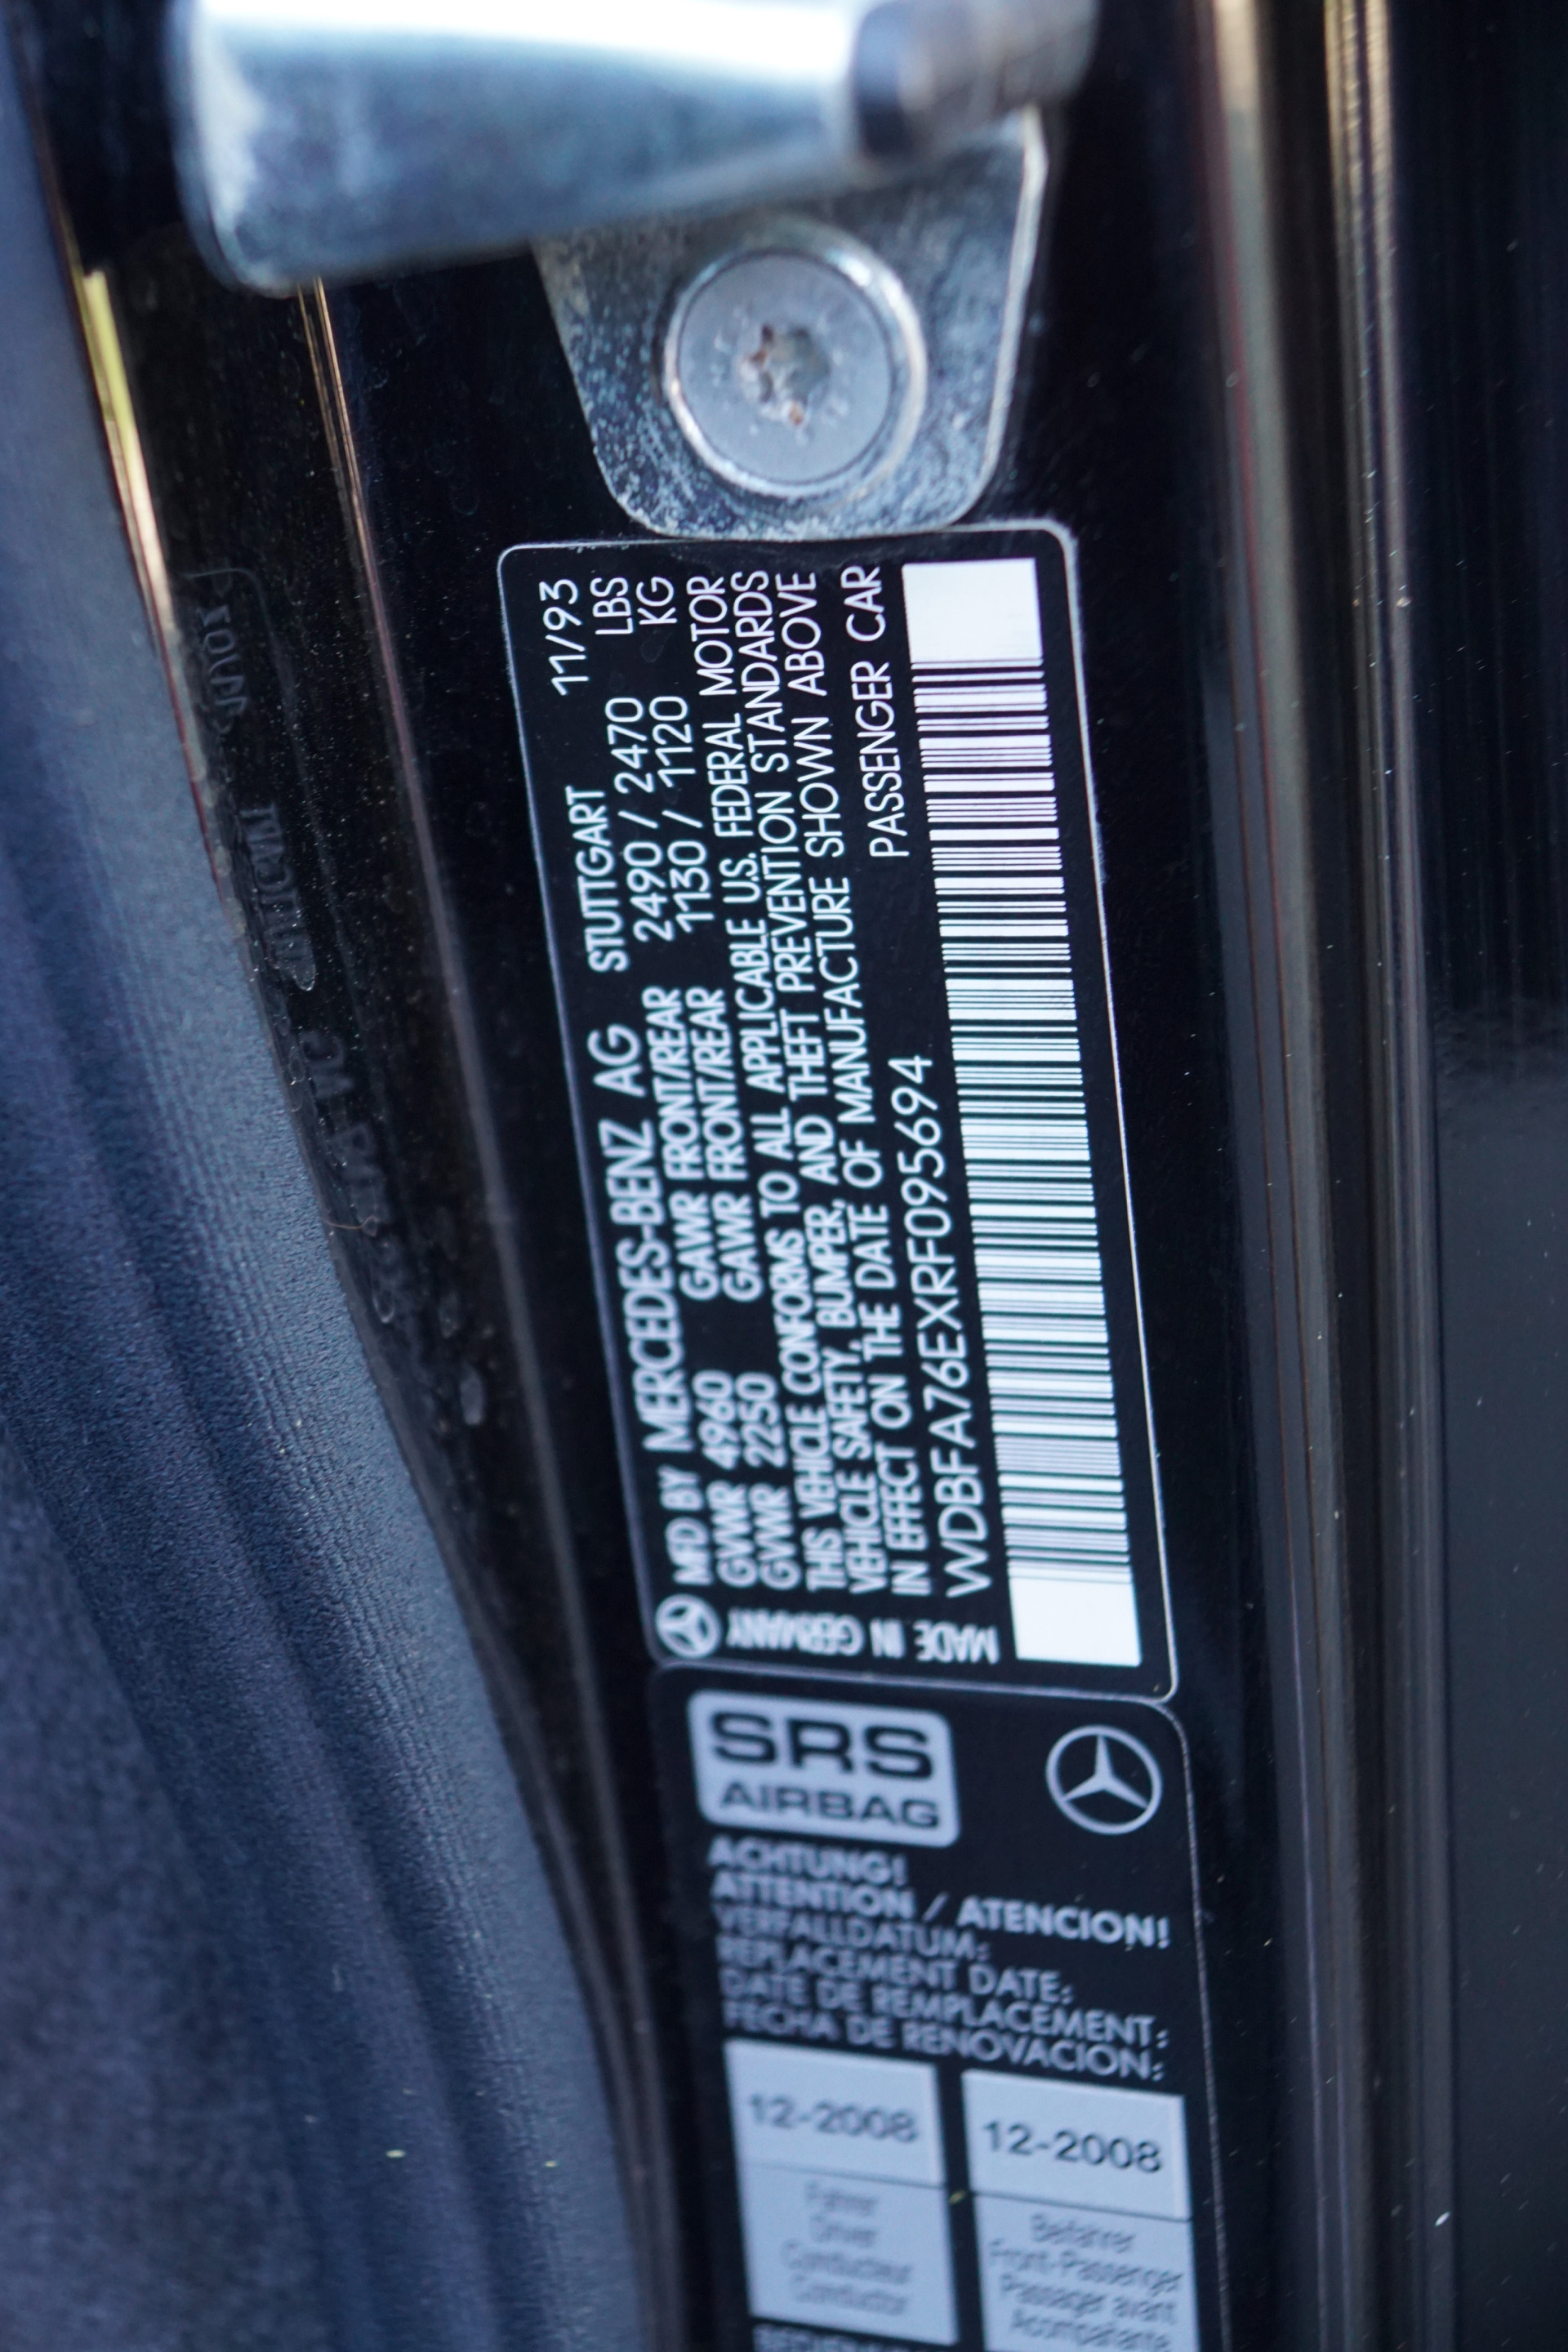 MFD BY MERCEDES-BENZ AG STUTTGART 11/93
GVWR 4960 GAWR FRONT/REAR 2490 / 2470 LBS
GVWR 2250 GAWR FRONT/REAR 1130 / 1120 KG
THIS VEHICLE CONFORMS TO ALL APPLICABLE U.S. FEDERAL MOTOR
VEHICLE SAFETY, BUMPER, AND THEFT PREVENTION STANDARDS
IN EFFECT ON THE DATE OF MANUFACTURE SHOWN ABOVE
WDBFA76EXRF095694 PASSENGER CAR
MADE IN GERMANY
SRS
AIRBAG
ACHTUNG!
ATTENTION / ATENCION!
VERFALLDATUM:
REPLACEMENT DATE:
DATE DE REMPLACEMENT:
FECHA DE RENOVACION:
12-2008
Fahrer
Driver
Conducteur
Conductor
12-2008
Beifahrer
Front-Passenger
Passager avant
Acompañante